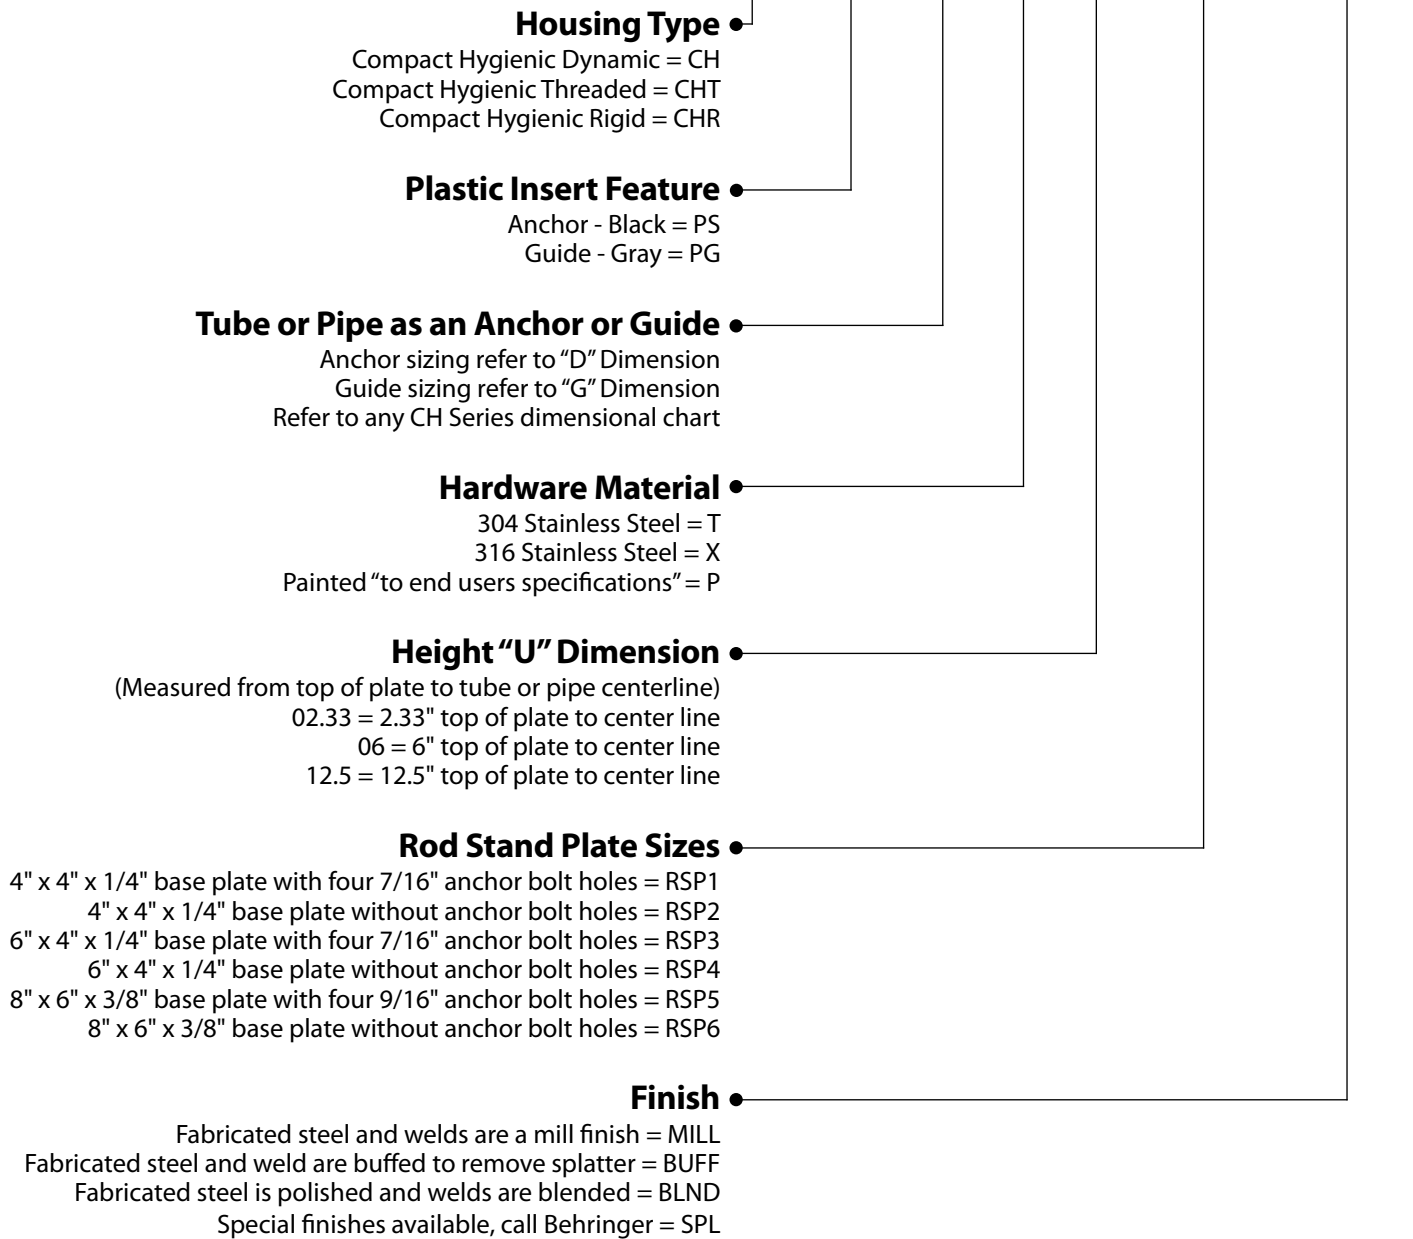 Housing Type
Compact Hygienic Dynamic = CH
Compact Hygienic Threaded = CHT
Compact Hygienic Rigid = CHR
Plastic Insert Feature
Anchor - Black = PS
Guide - Gray = PG
Tube or Pipe as an Anchor or Guide
Anchor sizing refer to “D” Dimension
Guide sizing refer to “G” Dimension
Refer to any CH Series dimensional chart
Hardware Material
304 Stainless Steel = T
316 Stainless Steel = X
Painted “to end users specifications” = P
Height “U” Dimension
(Measured from top of plate to tube or pipe centerline)
02.33 = 2.33" top of plate to center line
06 = 6" top of plate to center line
12.5 = 12.5" top of plate to center line
Rod Stand Plate Sizes
4" x 4" x 1/4" base plate with four 7/16" anchor bolt holes = RSP1
4" x 4" x 1/4" base plate without anchor bolt holes = RSP2
6" x 4" x 1/4" base plate with four 7/16" anchor bolt holes = RSP3
6" x 4" x 1/4" base plate without anchor bolt holes = RSP4
8" x 6" x 3/8" base plate with four 9/16" anchor bolt holes = RSP5
8" x 6" x 3/8" base plate without anchor bolt holes = RSP6
Finish
Fabricated steel and welds are a mill finish = MILL
Fabricated steel and weld are buffed to remove splatter = BUFF
Fabricated steel is polished and welds are blended = BLND
Special finishes available, call Behringer = SPL